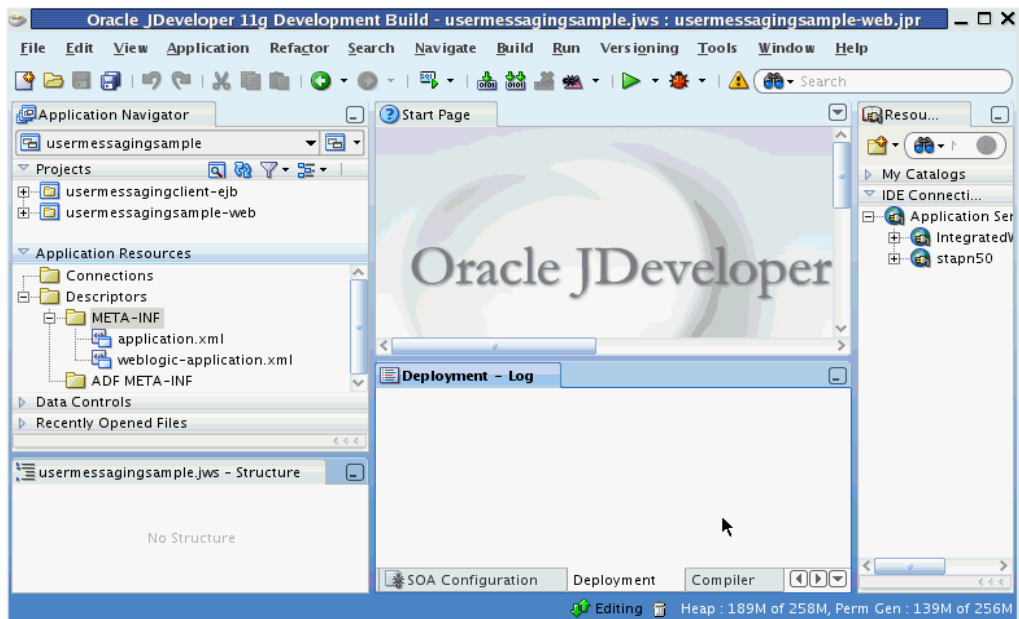 Oracle JDeveloper 11g Development Build - usermessagingsample.jws : usermessagingsample-web.jpr
File Edit View Application Refactor Search Navigate Build Run Versioning Tools Window Help
Search
Application Navigator
usermessagingsample
Projects
usermessagingclient-ejb
usermessagingsample-web
Application Resources
Connections
Descriptors
META-INF
application.xml
weblogic-application.xml
ADF META-INF
Data Controls
Recently Opened Files
usermessagingsample.jws - Structure
No Structure
Start Page
Oracle JDeveloper
Deployment - Log
SOA Configuration Deployment Compiler
Resou...
My Catalogs
IDE Connecti...
Application Ser
IntegratedW
stapn50
Editing Heap : 189M of 258M, Perm Gen : 139M of 256M